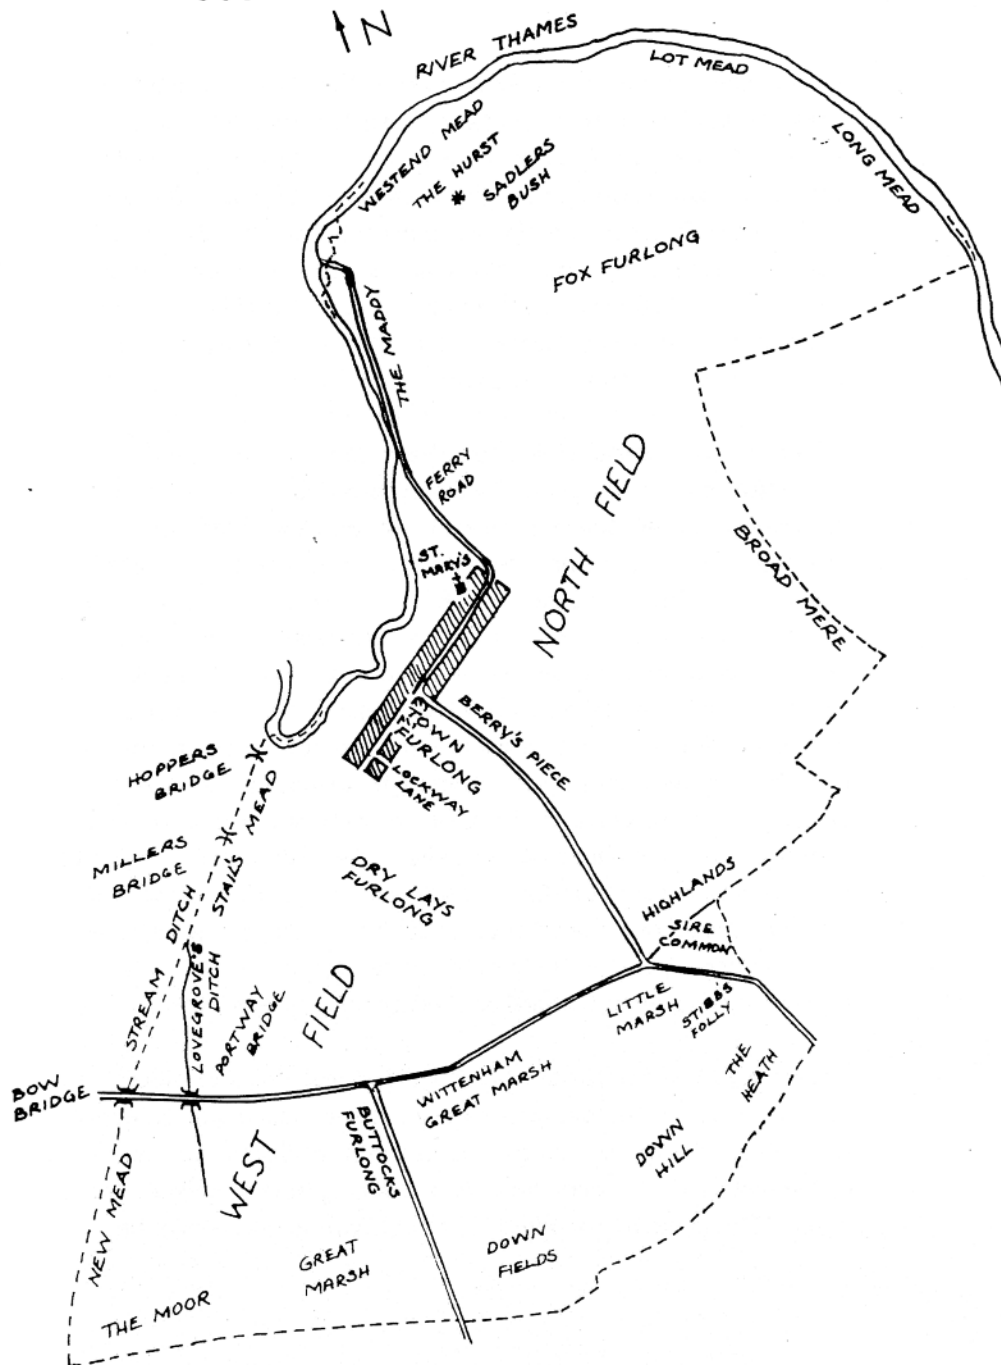 N
RIVER THAMES
LOT MEAD
LONG MEAD
WESTEND MEAD
THE HURST
SADLERS
BUSH
FOX FURLONG
THE MADDY
FERRY
ROAD
NORTH FIELD
BROAD MERE
ST.
MARY'S
BERRY'S PIECE
TOWN
FURLONG
LOCKWAY
LANE
HOPPERS
BRIDGE
STAIL'S MEAD
MILLERS
BRIDGE
DRY LAYS
FURLONG
HIGHLANDS
SIRE
COMMON
STREAM DITCH
LOVEGROVE'S
DITCH
PORTWAY
BRIDGE
LITTLE
MARSH
STIBB'S
FOLLY
THE
HEATH
BOW
BRIDGE
WITTENHAM
GREAT MARSH
BUTTOCKS
FURLONG
WEST FIELD
DOWN
HILL
NEW MEAD
GREAT
MARSH
DOWN
FIELDS
THE MOOR